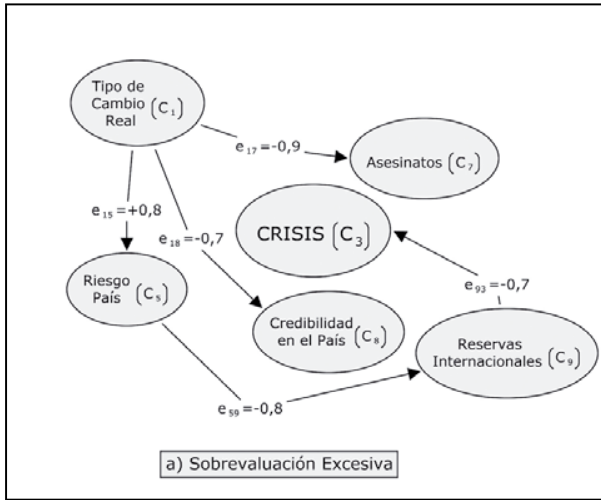 Tipo de
Cambio (C₁)
Real
e₁₇=-0,9
Asesinatos (C₇)
e₁₅=+0,8
e₁₈=-0,7
CRISIS (C₃)
Riesgo
País (C₅)
e₉₃=-0,7
Credibilidad
en el País (C₈)
Reservas
Internacionales (C₉)
e₅₉=-0,8
a) Sobrevaluación Excesiva